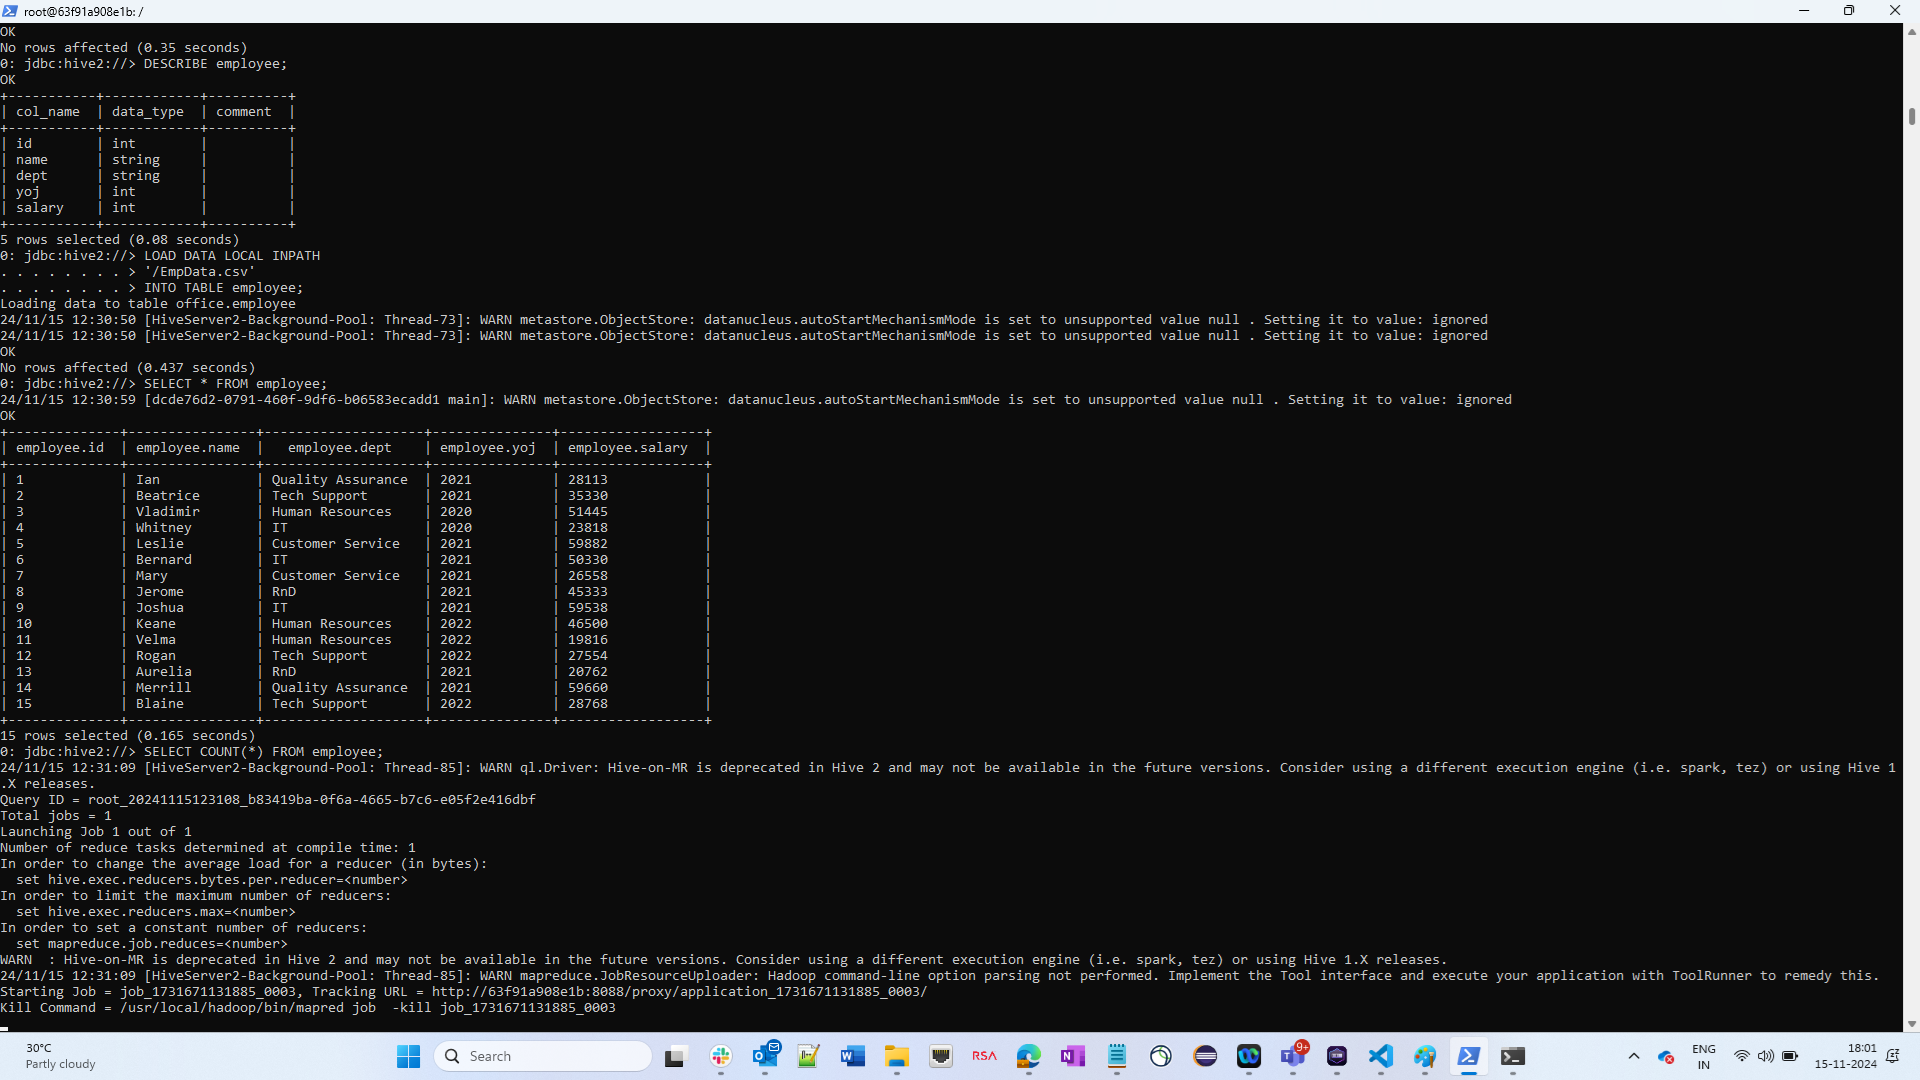 root@63f91a908e1b: /
OK
No rows affected (0.35 seconds)
0: jdbc:hive2://> DESCRIBE employee;
OK
+-----------+------------+----------+
| col_name  | data_type  | comment  |
+-----------+------------+----------+
| id        | int        |          |
| name      | string     |          |
| dept      | string     |          |
| yoj       | int        |          |
| salary    | int        |          |
+-----------+------------+----------+
5 rows selected (0.08 seconds)
0: jdbc:hive2://> LOAD DATA LOCAL INPATH
. . . . . . . . > '/EmpData.csv'
. . . . . . . . > INTO TABLE employee;
Loading data to table office.employee
24/11/15 12:30:50 [HiveServer2-Background-Pool: Thread-73]: WARN metastore.ObjectStore: datanucleus.autoStartMechanismMode is set to unsupported value null . Setting it to value: ignored
24/11/15 12:30:50 [HiveServer2-Background-Pool: Thread-73]: WARN metastore.ObjectStore: datanucleus.autoStartMechanismMode is set to unsupported value null . Setting it to value: ignored
OK
No rows affected (0.437 seconds)
0: jdbc:hive2://> SELECT * FROM employee;
24/11/15 12:30:59 [dcde76d2-0791-460f-9df6-b06583ecadd1 main]: WARN metastore.ObjectStore: datanucleus.autoStartMechanismMode is set to unsupported value null . Setting it to value: ignored
OK
+--------------+----------------+--------------------+---------------+------------------+
| employee.id  | employee.name  |   employee.dept    | employee.yoj  | employee.salary  |
+--------------+----------------+--------------------+---------------+------------------+
| 1            | Ian            | Quality Assurance  | 2021          | 28113            |
| 2            | Beatrice       | Tech Support       | 2021          | 35330            |
| 3            | Vladimir       | Human Resources    | 2020          | 51445            |
| 4            | Whitney        | IT                 | 2020          | 23818            |
| 5            | Leslie         | Customer Service   | 2021          | 59882            |
| 6            | Bernard        | IT                 | 2021          | 50330            |
| 7            | Mary           | Customer Service   | 2021          | 26558            |
| 8            | Jerome         | RnD                | 2021          | 45333            |
| 9            | Joshua         | IT                 | 2021          | 59538            |
| 10           | Keane          | Human Resources    | 2022          | 46500            |
| 11           | Velma          | Human Resources    | 2022          | 19816            |
| 12           | Rogan          | Tech Support       | 2022          | 27554            |
| 13           | Aurelia        | RnD                | 2021          | 20762            |
| 14           | Merrill        | Quality Assurance  | 2021          | 59660            |
| 15           | Blaine         | Tech Support       | 2022          | 28768            |
+--------------+----------------+--------------------+---------------+------------------+
15 rows selected (0.165 seconds)
0: jdbc:hive2://> SELECT COUNT(*) FROM employee;
24/11/15 12:31:09 [HiveServer2-Background-Pool: Thread-85]: WARN ql.Driver: Hive-on-MR is deprecated in Hive 2 and may not be available in the future versions. Consider using a different execution engine (i.e. spark, tez) or using Hive 1
.X releases.
Query ID = root_20241115123108_b83419ba-0f6a-4665-b7c6-e05f2e416dbf
Total jobs = 1
Launching Job 1 out of 1
Number of reduce tasks determined at compile time: 1
In order to change the average load for a reducer (in bytes):
  set hive.exec.reducers.bytes.per.reducer=<number>
In order to limit the maximum number of reducers:
  set hive.exec.reducers.max=<number>
In order to set a constant number of reducers:
  set mapreduce.job.reduces=<number>
WARN  : Hive-on-MR is deprecated in Hive 2 and may not be available in the future versions. Consider using a different execution engine (i.e. spark, tez) or using Hive 1.X releases.
24/11/15 12:31:09 [HiveServer2-Background-Pool: Thread-85]: WARN mapreduce.JobResourceUploader: Hadoop command-line option parsing not performed. Implement the Tool interface and execute your application with ToolRunner to remedy this.
Starting Job = job_1731671131885_0003, Tracking URL = http://63f91a908e1b:8088/proxy/application_1731671131885_0003/
Kill Command = /usr/local/hadoop/bin/mapred job  -kill job_1731671131885_0003
30°C
Partly cloudy
Search
RSA
9+
ENG
IN
18:01
15-11-2024